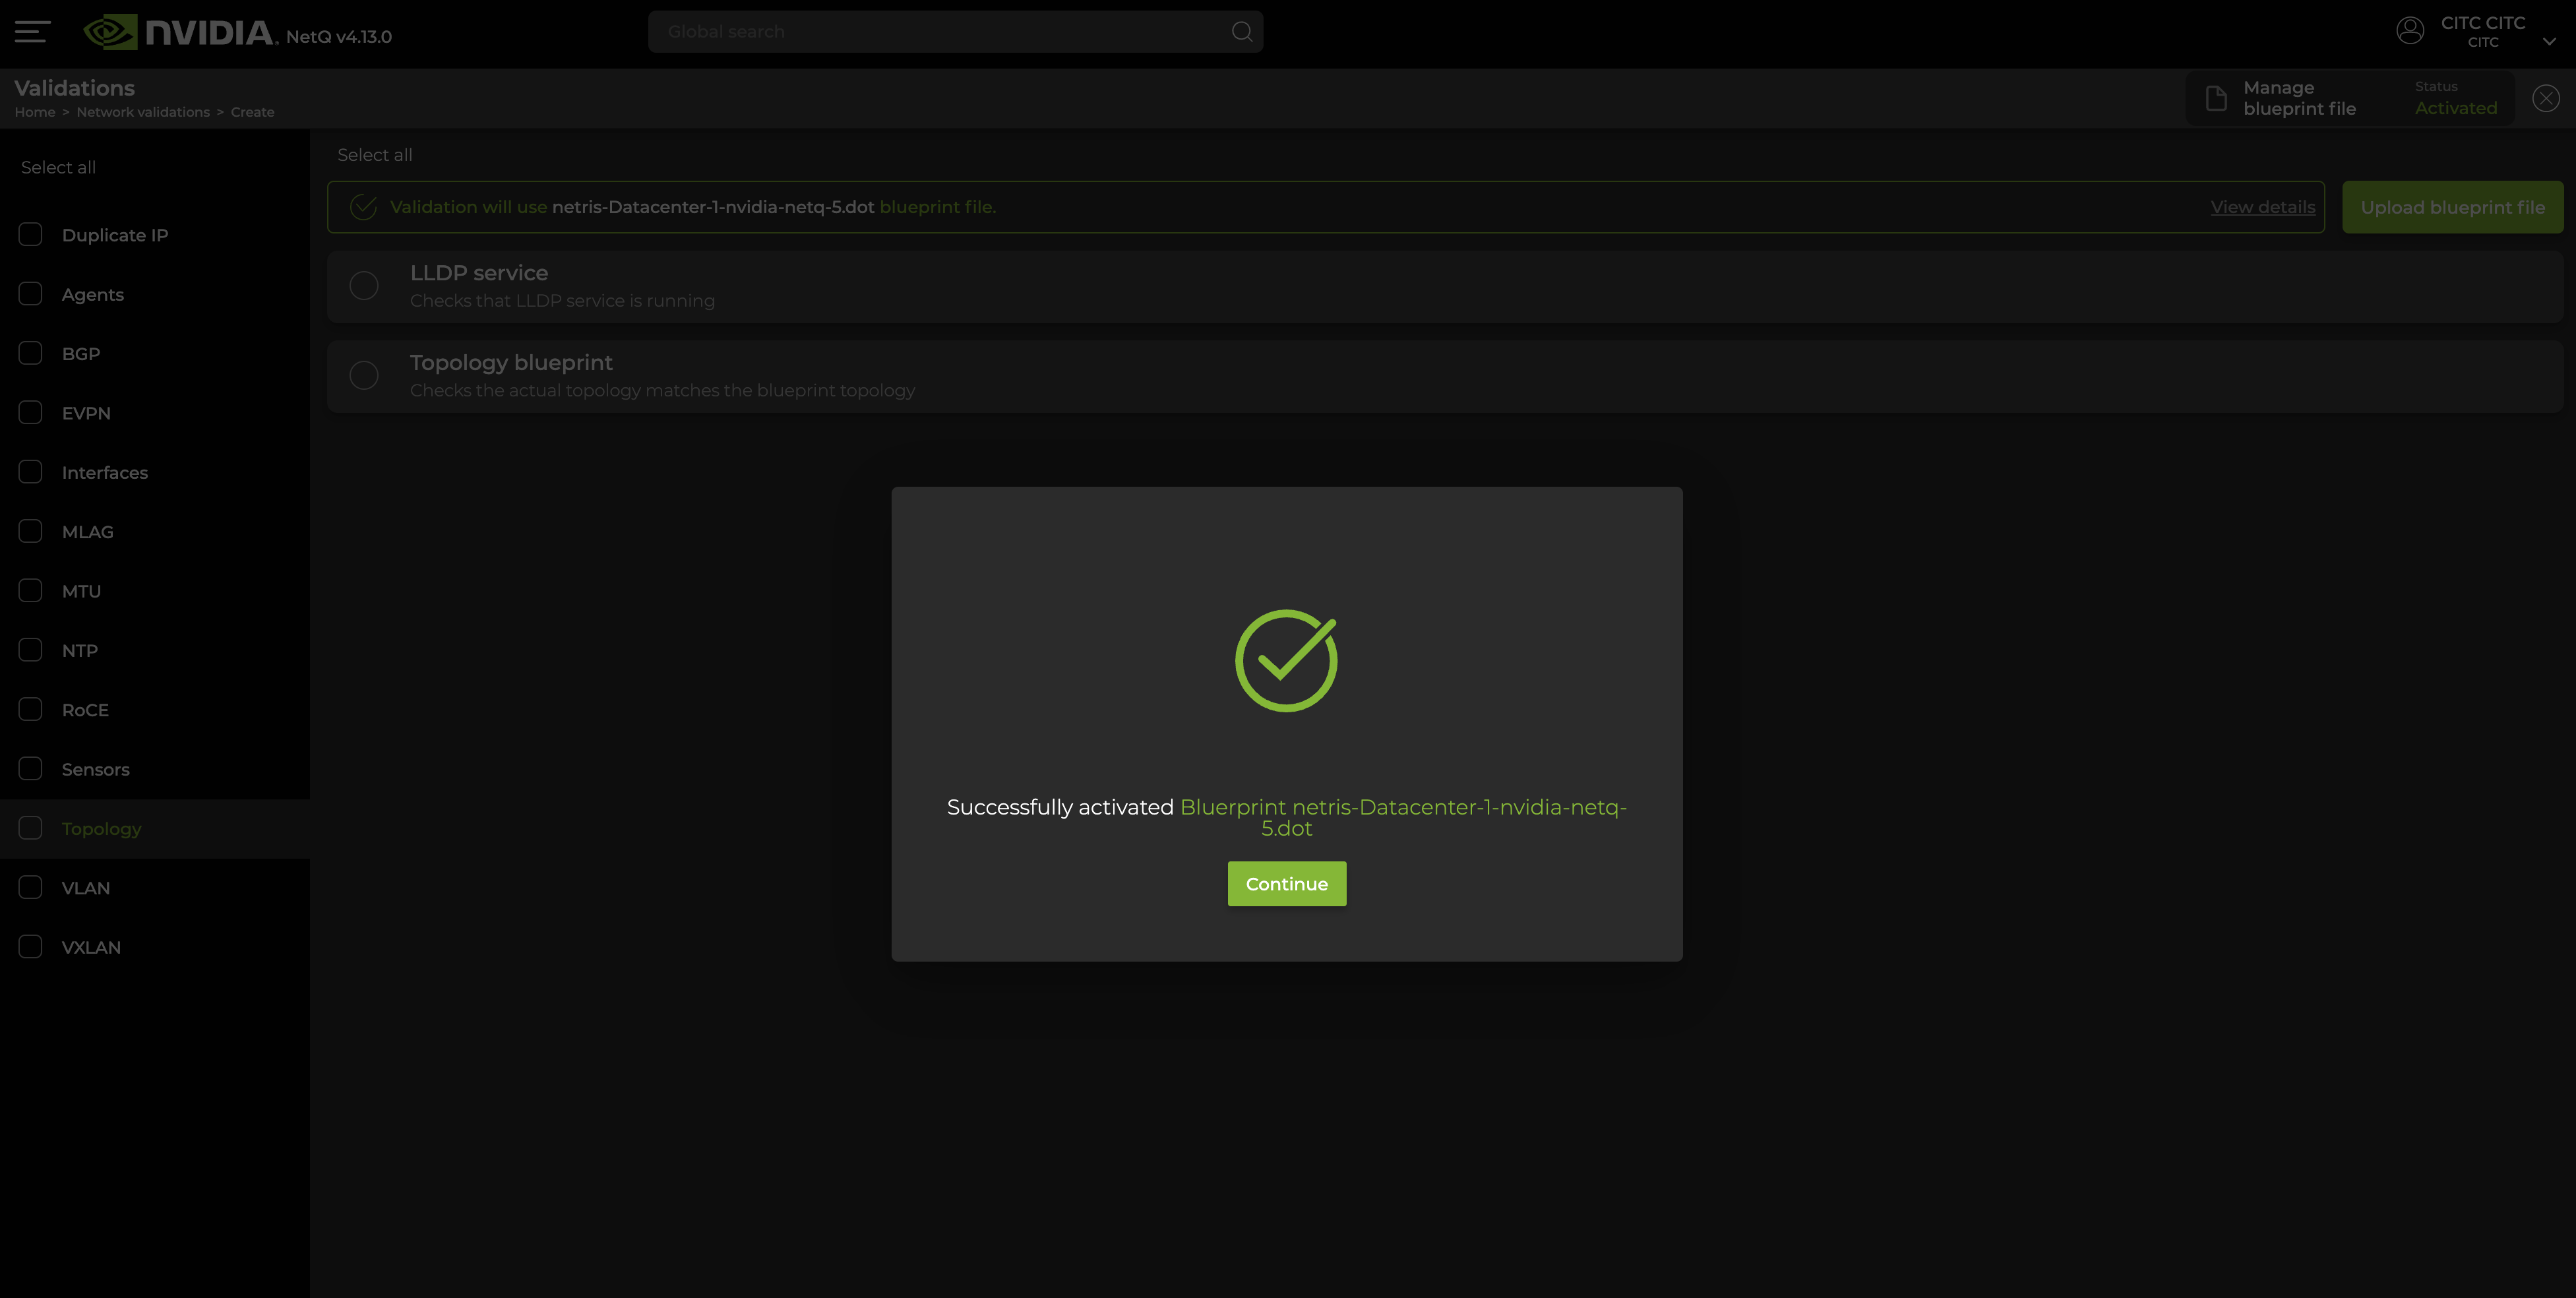 NVIDIA. NetQ v4.13.0
Global search
CITC CITC
CITC
Validations
Home > Network validations > Create
Manage
blueprint file
Status
Activated
Select all
Duplicate IP
Agents
BGP
EVPN
Interfaces
MLAG
MTU
NTP
RoCE
Sensors
Topology
VLAN
VXLAN
Select all
Validation will use netris-Datacenter-1-nvidia-netq-5.dot blueprint file.
View details
Upload blueprint file
LLDP service
Checks that LLDP service is running
Topology blueprint
Checks the actual topology matches the blueprint topology
Successfully activated Bluerprint netris-Datacenter-1-nvidia-netq-
5.dot
Continue